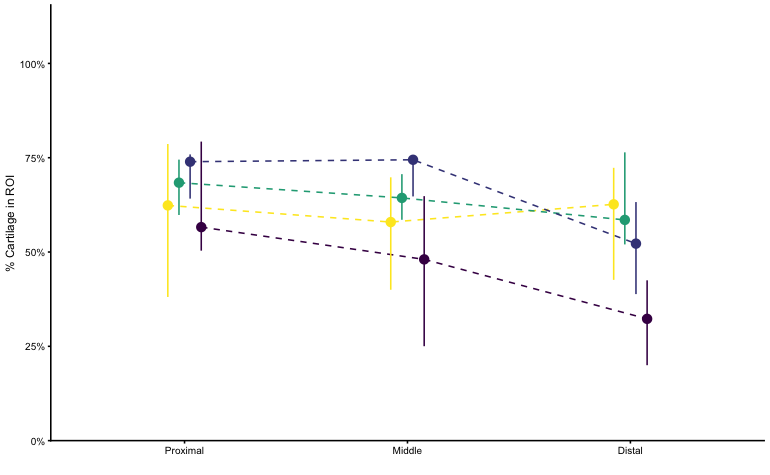 % Cartilage in ROI
100%
75%
50%
25%
0%
Proximal
Middle
Distal